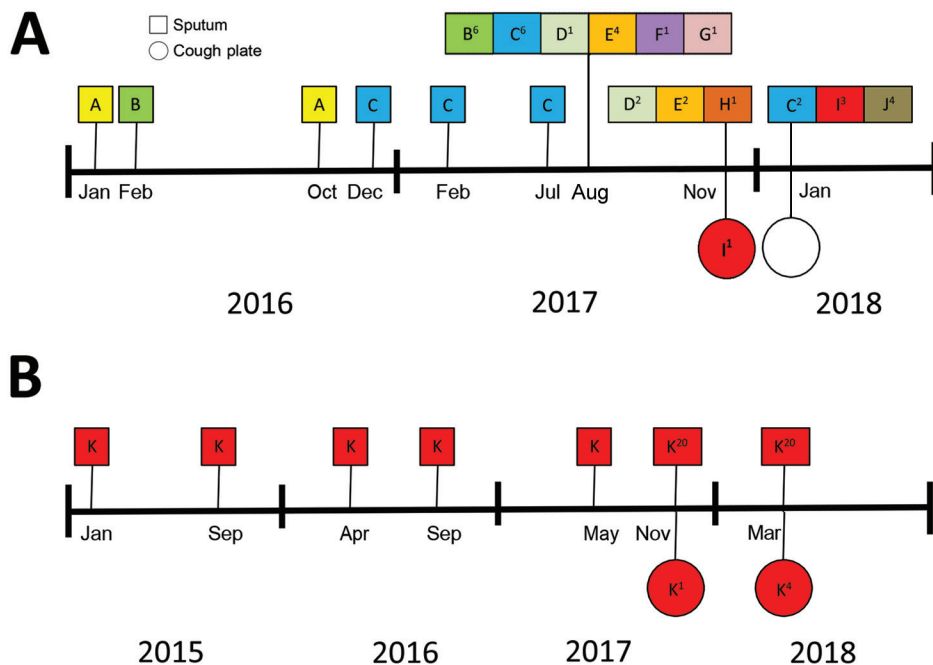 A
Sputum
Cough plate
B⁶ C⁶ D¹ E⁴ F¹ G¹
A B A C C C D² E² H¹ C² I³ J⁴
Jan Feb Oct Dec Feb Jul Aug Nov Jan
I¹
2016 2017 2018
B
K K K K K K²⁰ K²⁰
Jan Sep Apr Sep May Nov Mar
K¹ K⁴
2015 2016 2017 2018